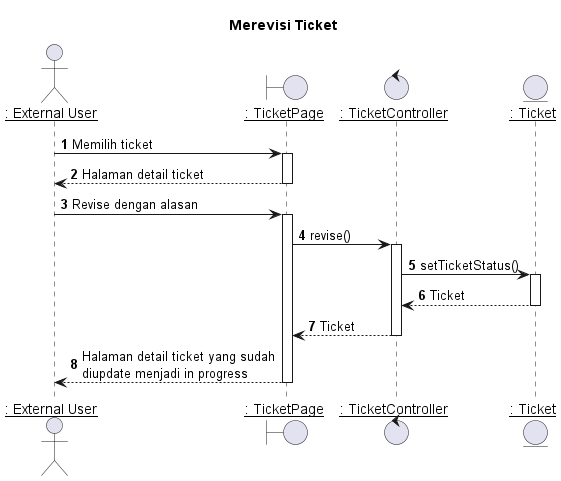 Merevisi Ticket
: External User
: TicketPage
: TicketController
: Ticket
1 Memilih ticket
2 Halaman detail ticket
3 Revise dengan alasan
4 revise()
5 setTicketStatus()
6 Ticket
7 Ticket
8 Halaman detail ticket yang sudah
diupdate menjadi in progress
: External User
: TicketPage
: TicketController
: Ticket